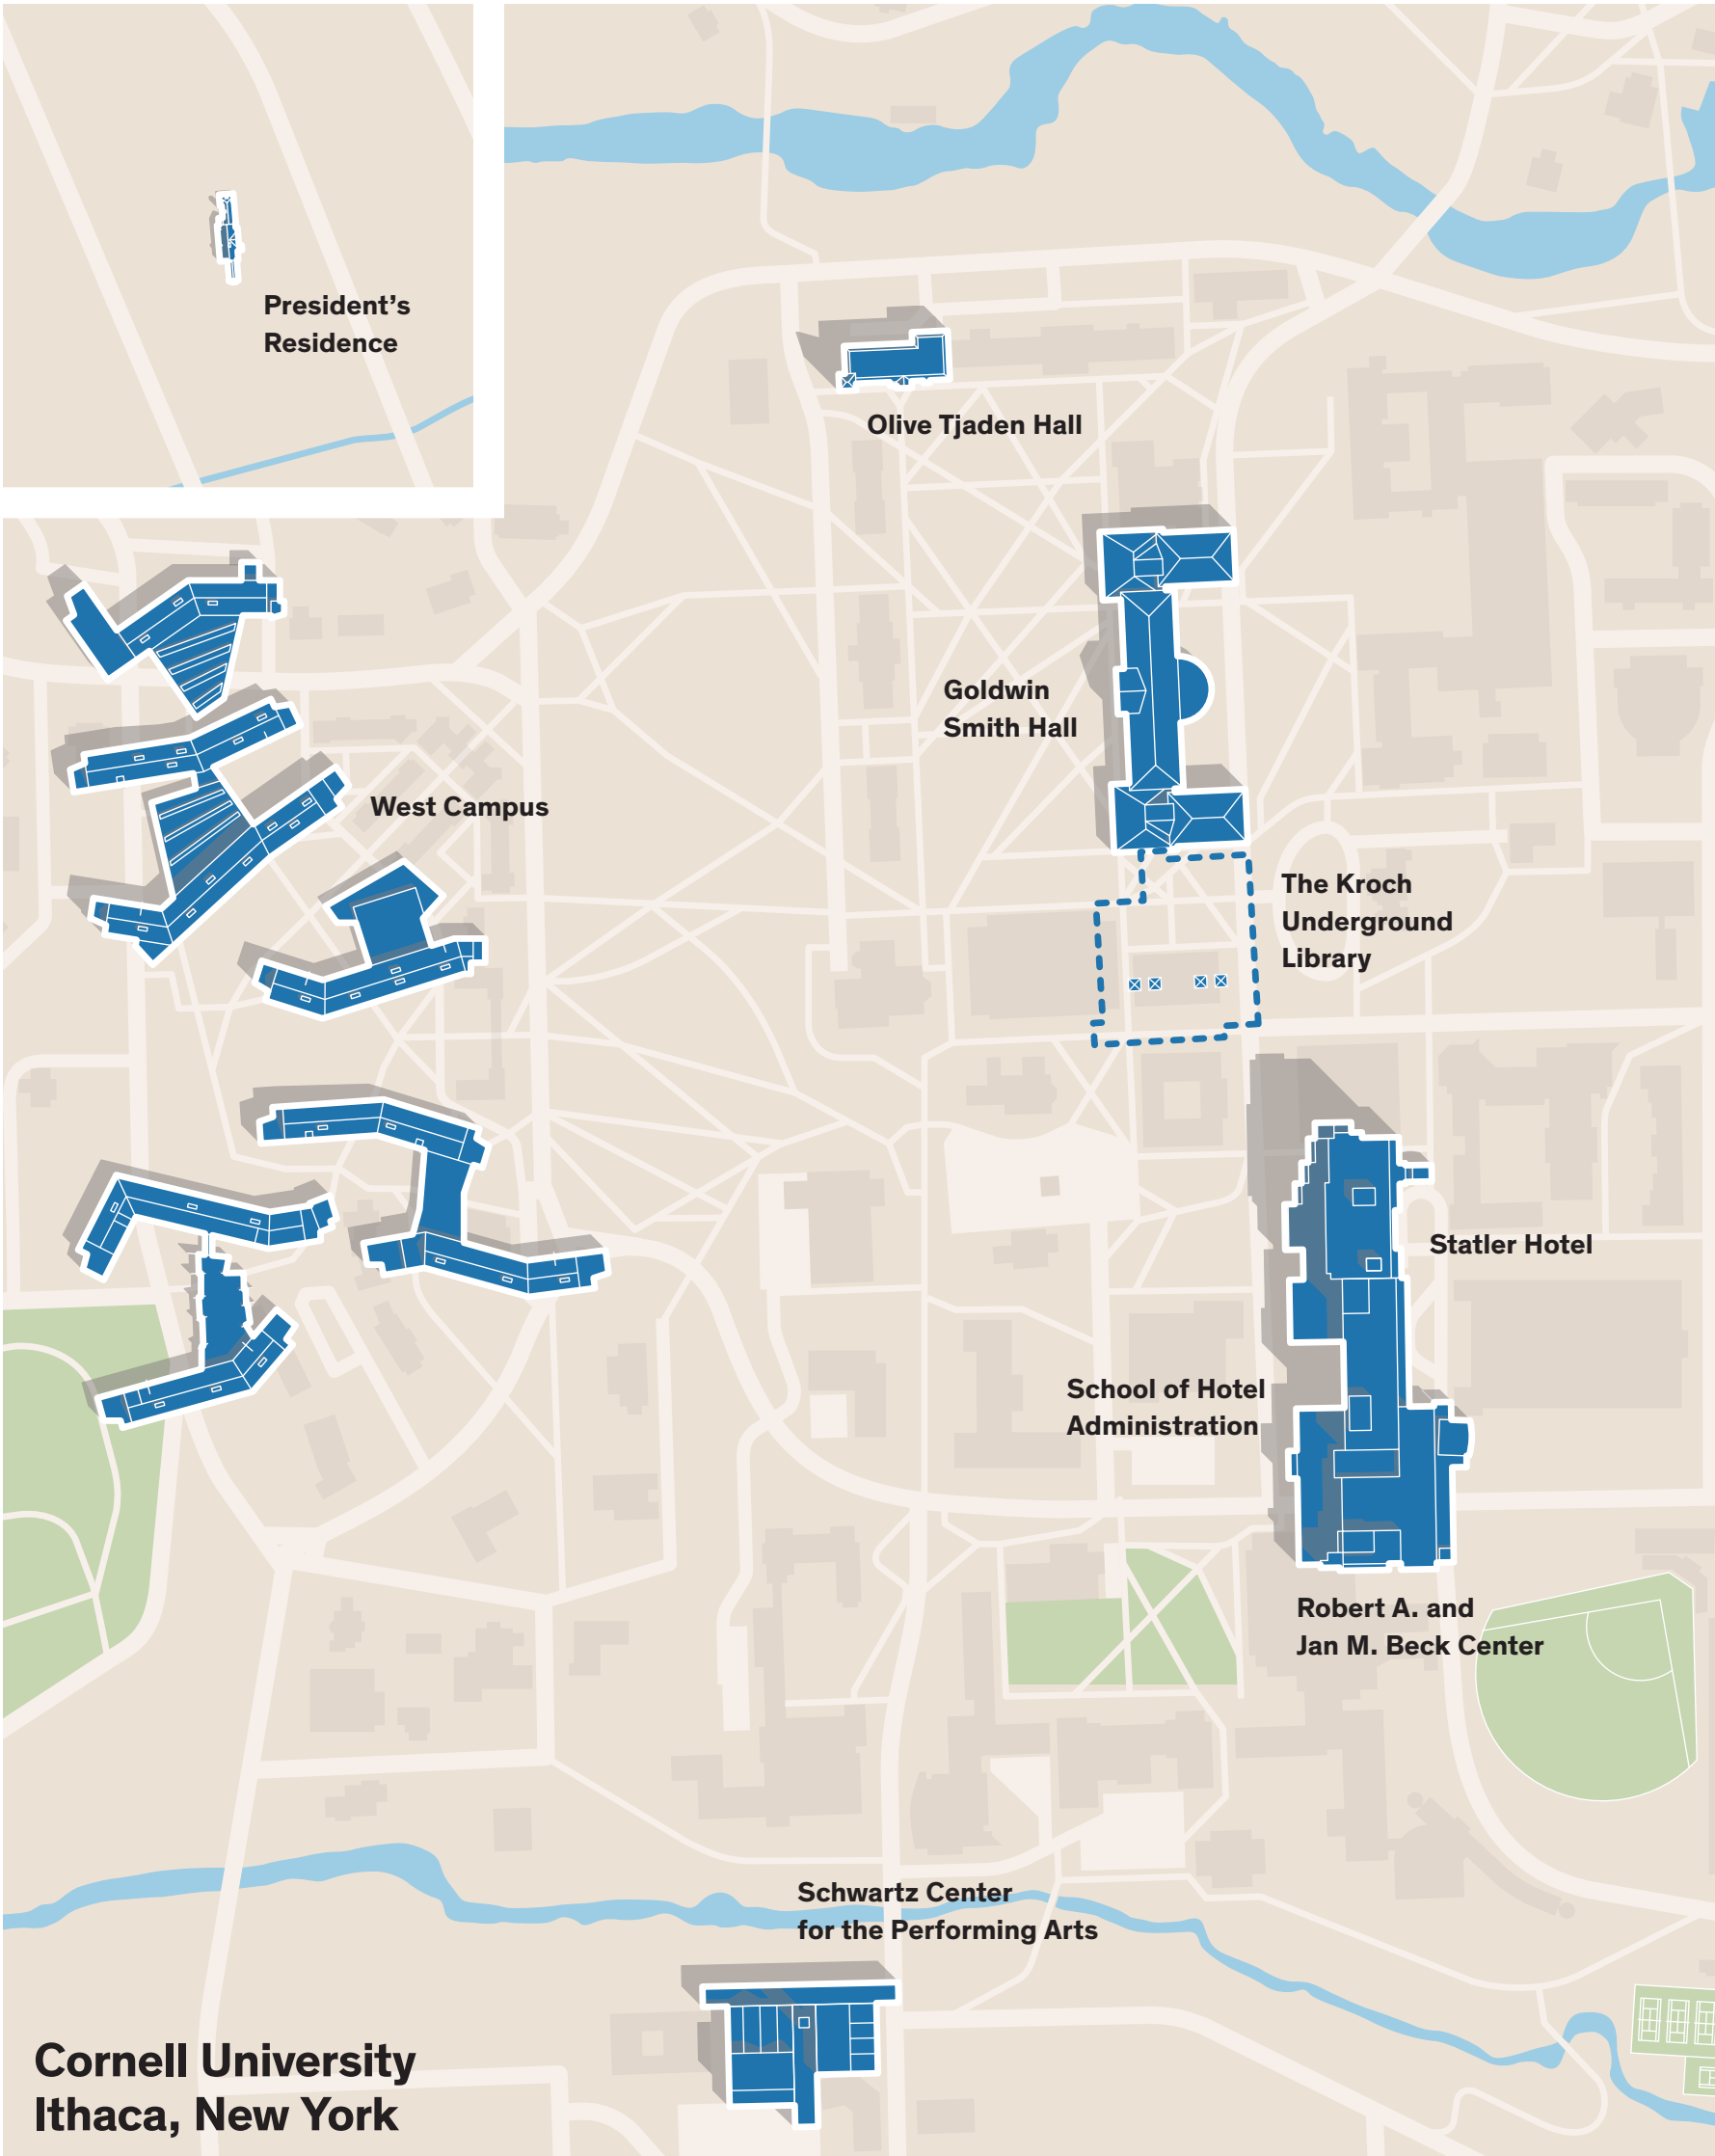 President’s
Residence
Olive Tjaden Hall
Goldwin
Smith Hall
West Campus
The Kroch
Underground
Library
Statler Hotel
School of Hotel
Administration
Robert A. and
Jan M. Beck Center
Schwartz Center
for the Performing Arts
Cornell University
Ithaca, New York